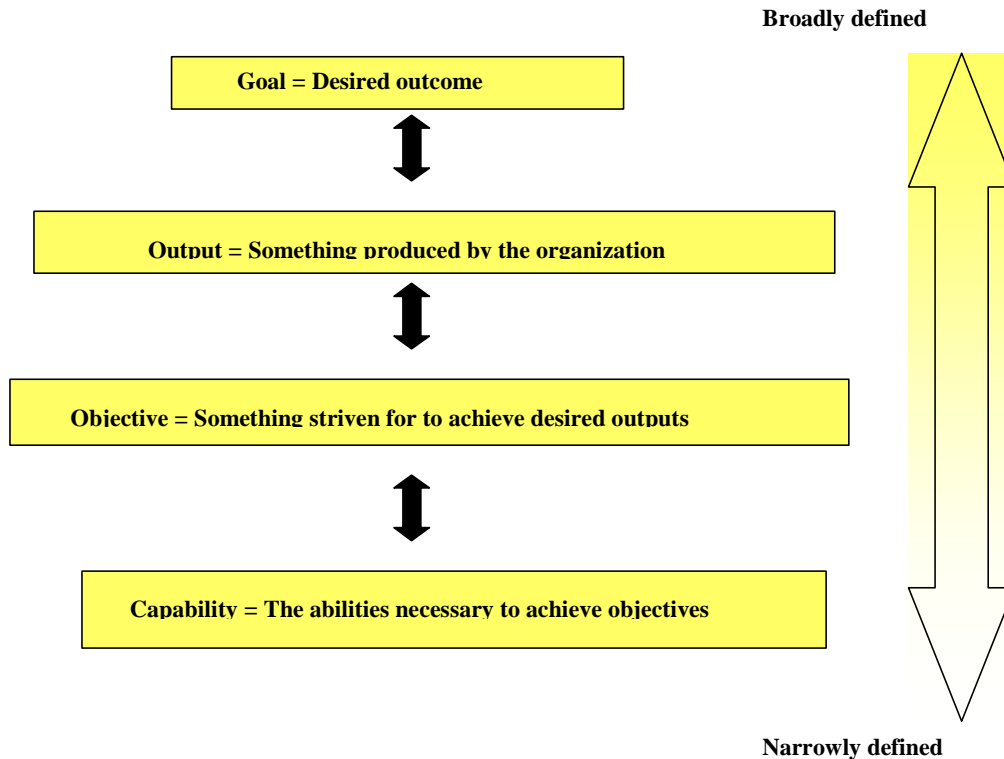 Broadly defined
Goal = Desired outcome
Output = Something produced by the organization
Objective = Something striven for to achieve desired outputs
Capability = The abilities necessary to achieve objectives
Narrowly defined